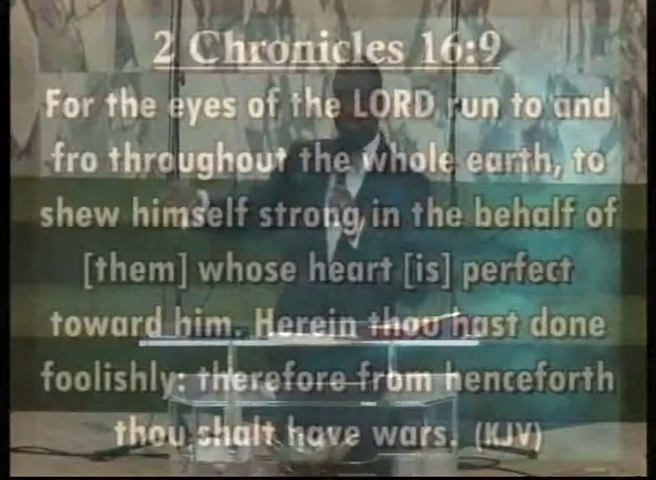 2 Chronicles 16:9
For the eyes of the LORD run to and
fro throughout the whole earth, to
shew himself strong in the behalf of
[them] whose heart [is] perfect
toward him. Herein thou hast done
foolishly: therefore from henceforth
thou shalt have wars. (KJV)